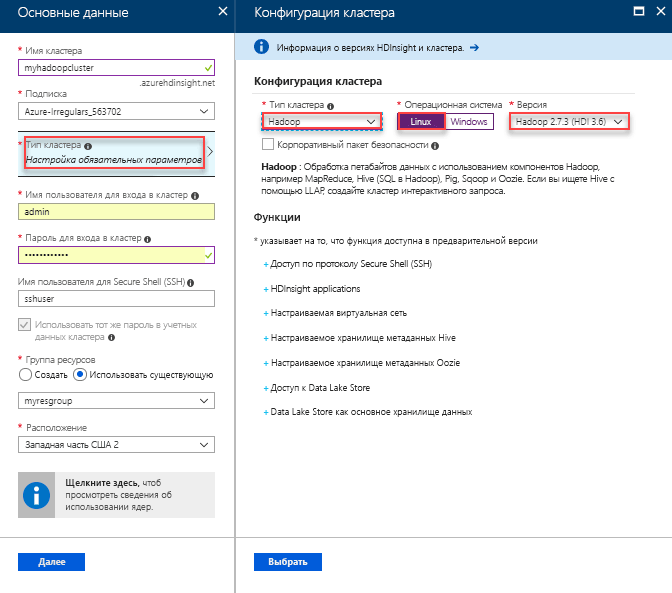 Основные данные
* Имя кластера
myhadoopcluster
.azurehdinsight.net
* Подписка
Azure-Irregulars_563702
* Тип кластера
Настройка обязательных параметров
* Имя пользователя для входа в кластер
admin
* Пароль для входа в кластер
••••••••••••
Имя пользователя для Secure Shell (SSH)
sshuser
Использовать тот же пароль в учетных
данных кластера
* Группа ресурсов
Создать Использовать существующую
myresgroup
* Расположение
Западная часть США 2
Щелкните здесь, чтоб
просмотреть сведения об
использовании ядер.
Далее
Конфигурация кластера
Информация о версиях HDInsight и кластера. →
Конфигурация кластера
* Тип кластера * Операционная система * Версия
Hadoop Linux Windows Hadoop 2.7.3 (HDI 3.6)
Корпоративный пакет безопасности
Hadoop : Обработка петабайтов данных с использованием компонентов Hadoop,
например MapReduce, Hive (SQL в Hadoop), Pig, Sqoop и Oozie. Если вы ищете Hive с
помощью LLAP, создайте кластер интерактивного запроса.
Функции
* указывает на то, что функция доступна в предварительной версии
+ Доступ по протоколу Secure Shell (SSH)
+ HDInsight applications
+ Настраиваемая виртуальная сеть
+ Настраиваемое хранилище метаданных Hive
+ Настраиваемое хранилище метаданных Oozie
+ Доступ к Data Lake Store
+ Data Lake Store как основное хранилище данных
Выбрать